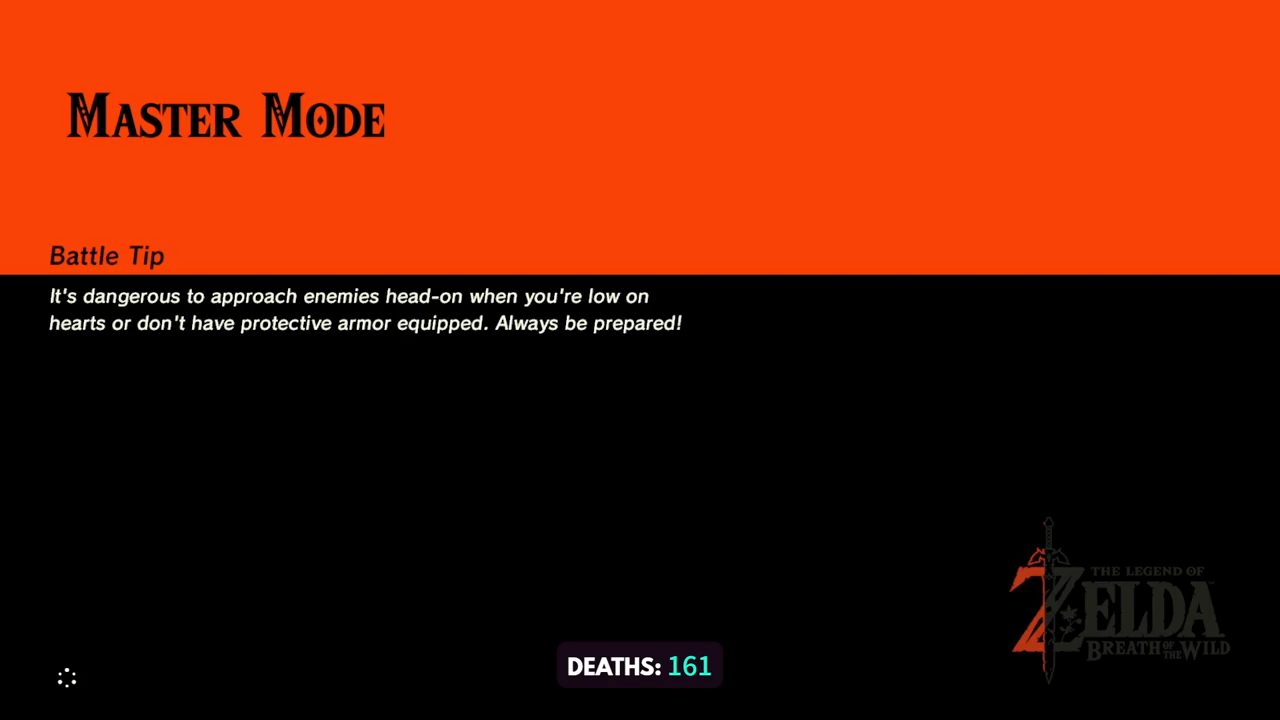 MASTER MODE
Battle Tip
It's dangerous to approach enemies head-on when you're low on
hearts or don't have protective armor equipped. Always be prepared!
THE LEGEND OF
ZELDA
BREATH OF THE WILD
DEATHS: 161